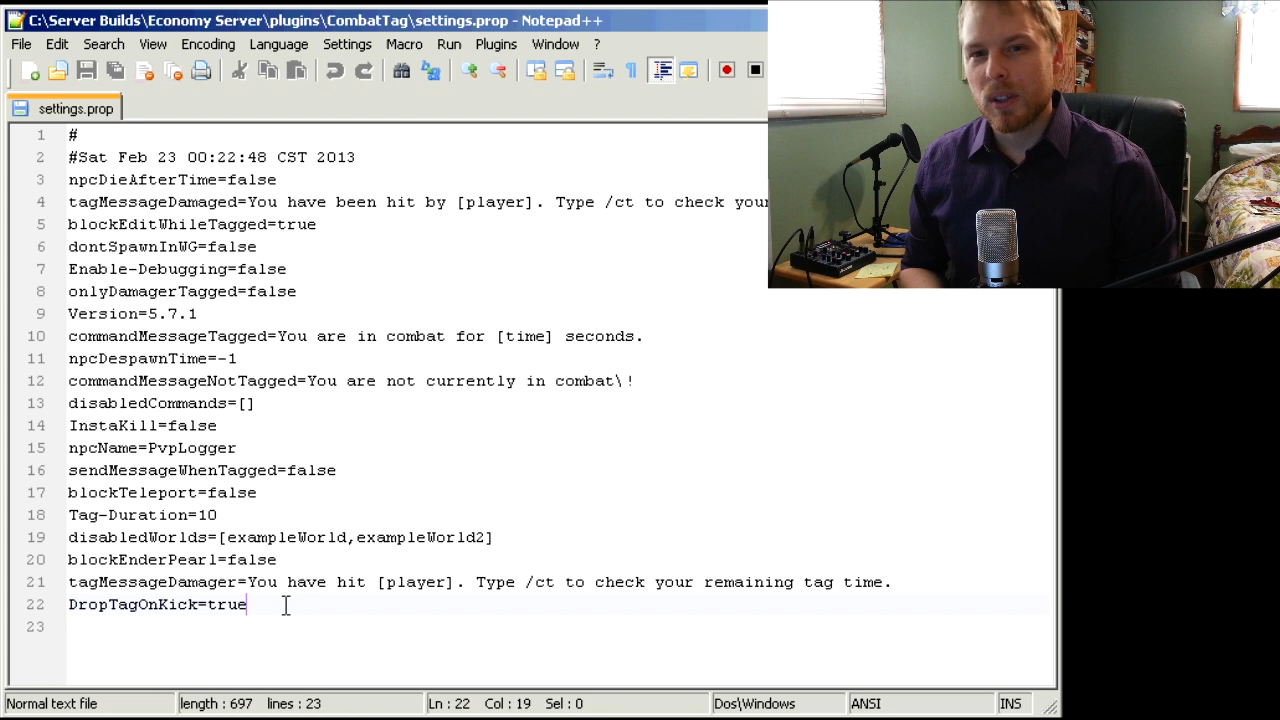 C:\Server Builds\Economy Server\plugins\CombatTag\settings.prop - Notepad++
File Edit Search View Encoding Language Settings Macro Run Plugins Window ?
settings.prop
1 #
2 #Sat Feb 23 00:22:48 CST 2013
3 npcDieAfterTime=false
4 tagMessageDamaged=You have been hit by [player]. Type /ct to check your
5 blockEditWhileTagged=true
6 dontSpawnInWG=false
7 Enable-Debugging=false
8 onlyDamagerTagged=false
9 Version=5.7.1
10 commandMessageTagged=You are in combat for [time] seconds.
11 npcDespawnTime=-1
12 commandMessageNotTagged=You are not currently in combat\!
13 disabledCommands=[]
14 InstaKill=false
15 npcName=PvpLogger
16 sendMessageWhenTagged=false
17 blockTeleport=false
18 Tag-Duration=10
19 disabledWorlds=[exampleWorld,exampleWorld2]
20 blockEnderPearl=false
21 tagMessageDamager=You have hit [player]. Type /ct to check your remaining tag time.
22 DropTagOnKick=true
23
Normal text file length : 697 lines : 23 Ln : 22 Col : 19 Sel : 0 Dos\Windows ANSI INS